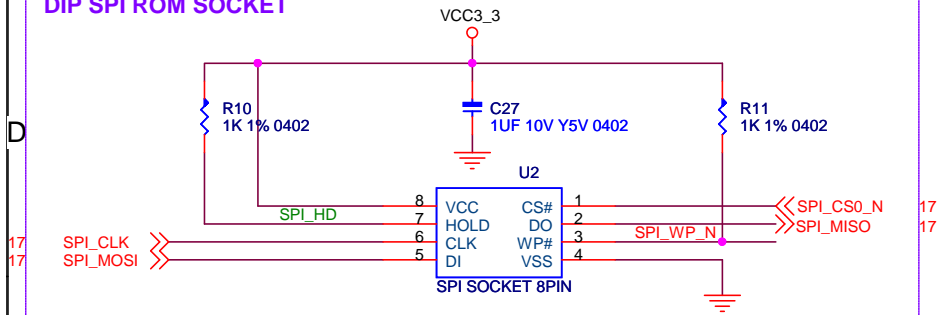 DIP SPI ROM SOCKET
VCC3_3
R10
1K 1% 0402
C27
1UF 10V Y5V 0402
R11
1K 1% 0402
D
U2
8 VCC CS# 1 SPI_CS0_N 17
SPI_HD 7 HOLD DO 2 SPI_MISO 17
17 SPI_CLK 6 CLK WP# 3 SPI_WP_N
17 SPI_MOSI 5 DI VSS 4
SPI SOCKET 8PIN